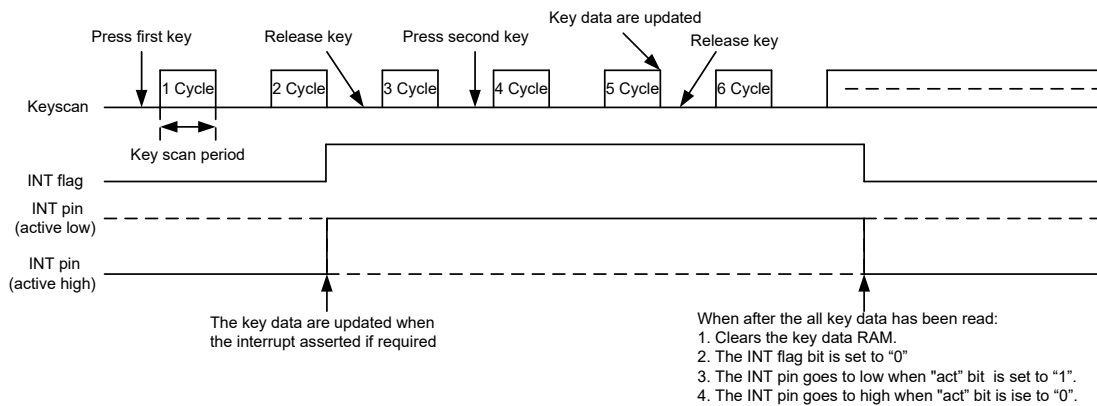 Key data are updated
Press first key
Release key
Press second key
Release key
1 Cycle
2 Cycle
3 Cycle
4 Cycle
5 Cycle
6 Cycle
Keyscan
Key scan period
INT flag
INT pin
(active low)
INT pin
(active high)
The key data are updated when
the interrupt asserted if required
When after the all key data has been read:
1. Clears the key data RAM.
2. The INT flag bit is set to “0”
3. The INT pin goes to low when "act” bit is set to “1”.
4. The INT pin goes to high when "act” bit is ise to “0”.